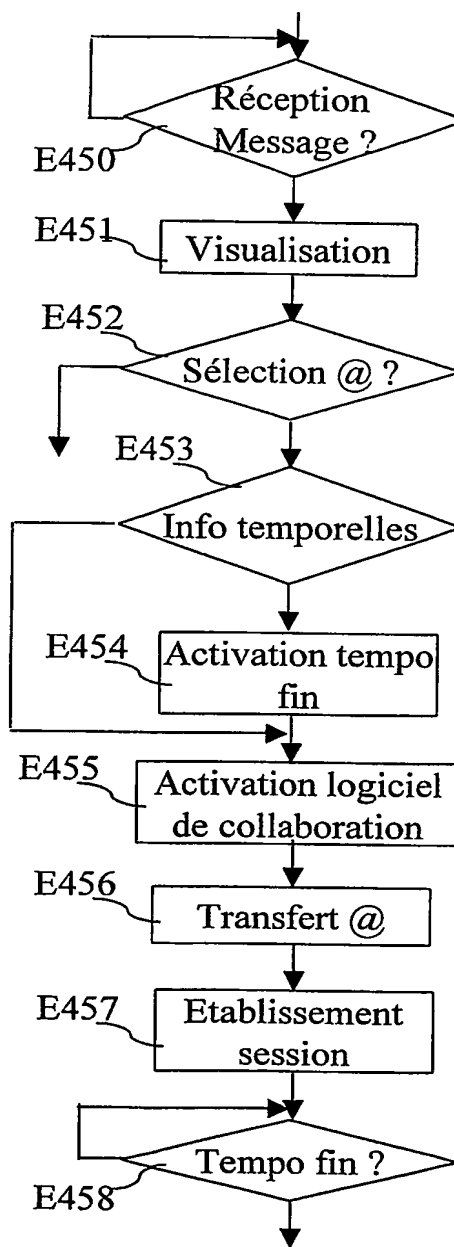 Réception
Message ?
E450
E451
Visualisation
E452
Sélection @ ?
E453
Info temporelles
E454
Activation tempo
fin
E455
Activation logiciel
de collaboration
E456
Transfert @
E457
Etablissement
session
Tempo fin ?
E458